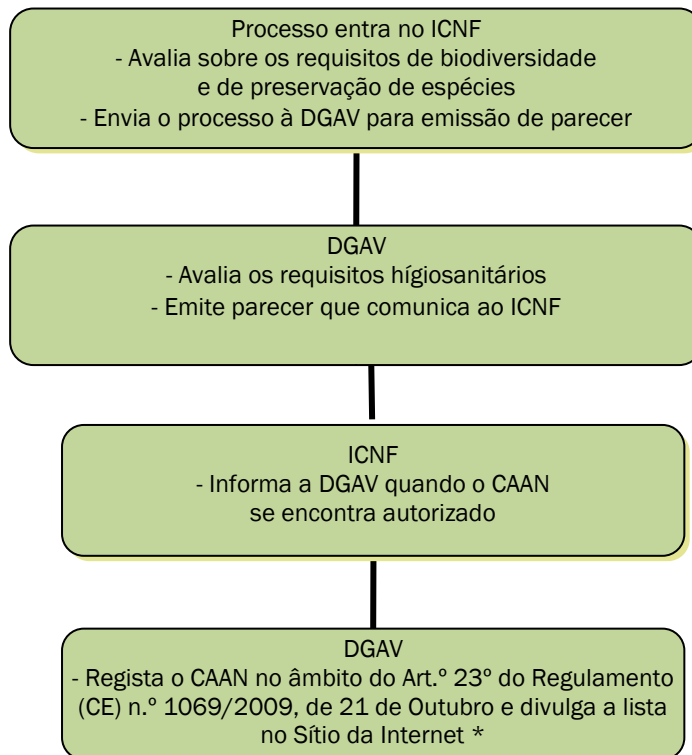 Processo entra no ICNF
- Avalia sobre os requisitos de biodiversidade
e de preservação de espécies
- Envia o processo à DGAV para emissão de parecer
DGAV
- Avalia os requisitos hígiosanitários
- Emite parecer que comunica ao ICNF
ICNF
- Informa a DGAV quando o CAAN
se encontra autorizado
DGAV
- Regista o CAAN no âmbito do Art.º 23º do Regulamento
(CE) n.º 1069/2009, de 21 de Outubro e divulga a lista
no Sítio da Internet *